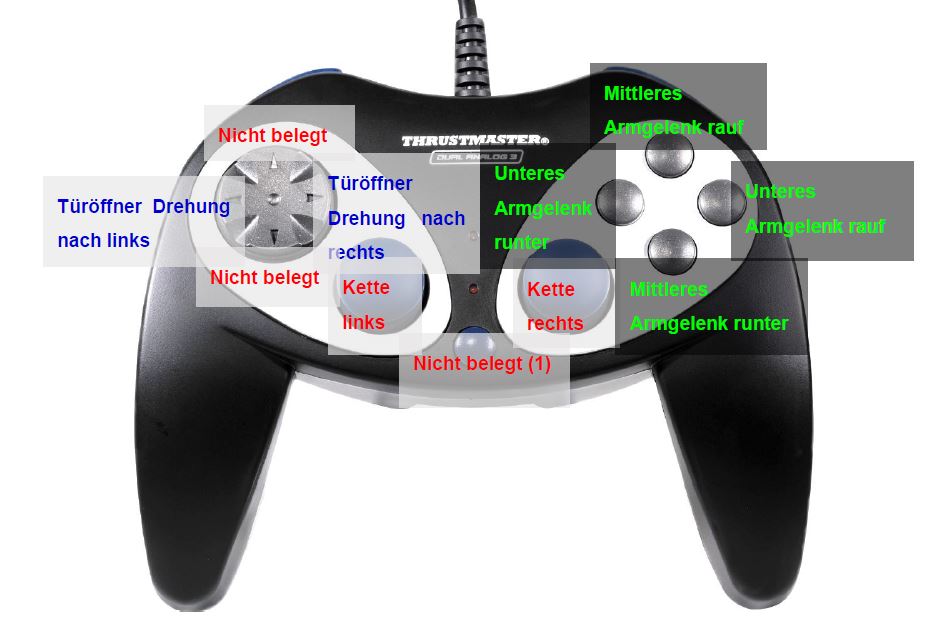 Nicht belegt
THRUSTMASTER®
DUAL ANALOG 3
Mittleres
Armgelenk rauf
Türöffner Drehung
nach links
Türöffner
Drehung nach
rechts
Unteres
Armgelenk
runter
Unteres
Armgelenk rauf
Nicht belegt
Kette
links
Kette
rechts
Mittleres
Armgelenk runter
Nicht belegt (1)